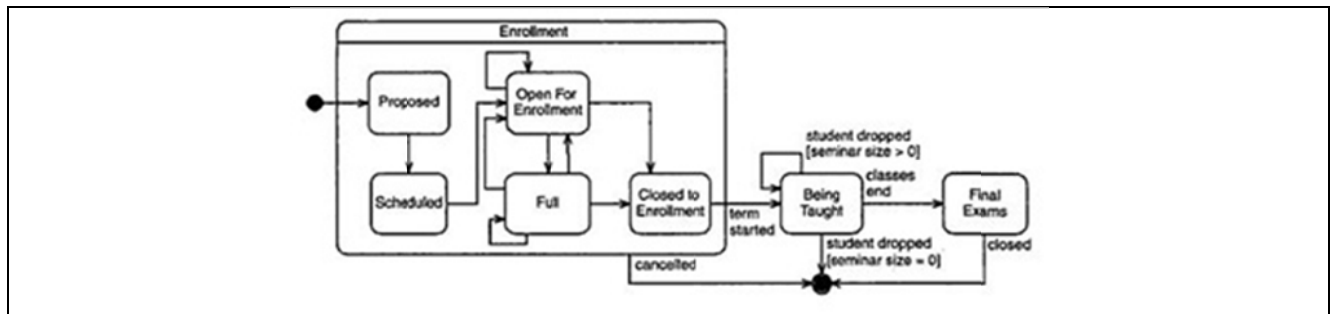 Enrollment
Proposed
Open For
Enrollment
Scheduled
Full
Closed to
Enrollment
term
started
student dropped
[seminar size > 0]
Being
Taught
classes
end
Final
Exams
student dropped
[seminar size = 0]
closed
cancelled